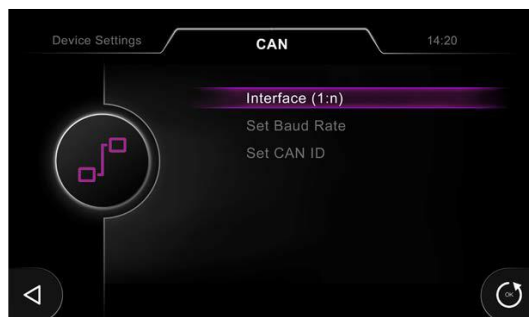 Device Settings
CAN
14:20
Interface (1:n)
Set Baud Rate
Set CAN ID
OK